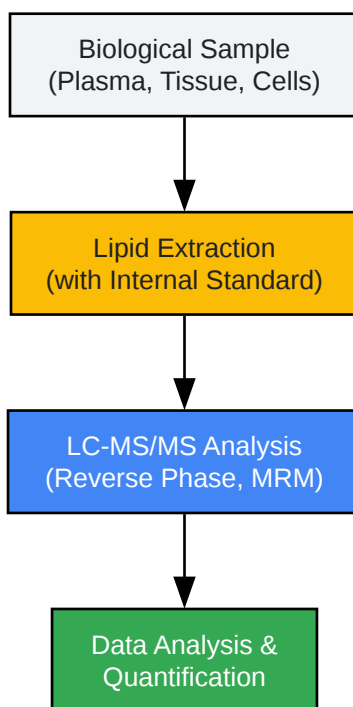 Biological Sample
(Plasma, Tissue, Cells)
Lipid Extraction
(with Internal Standard)
LC-MS/MS Analysis
(Reverse Phase, MRM)
Data Analysis &
Quantification